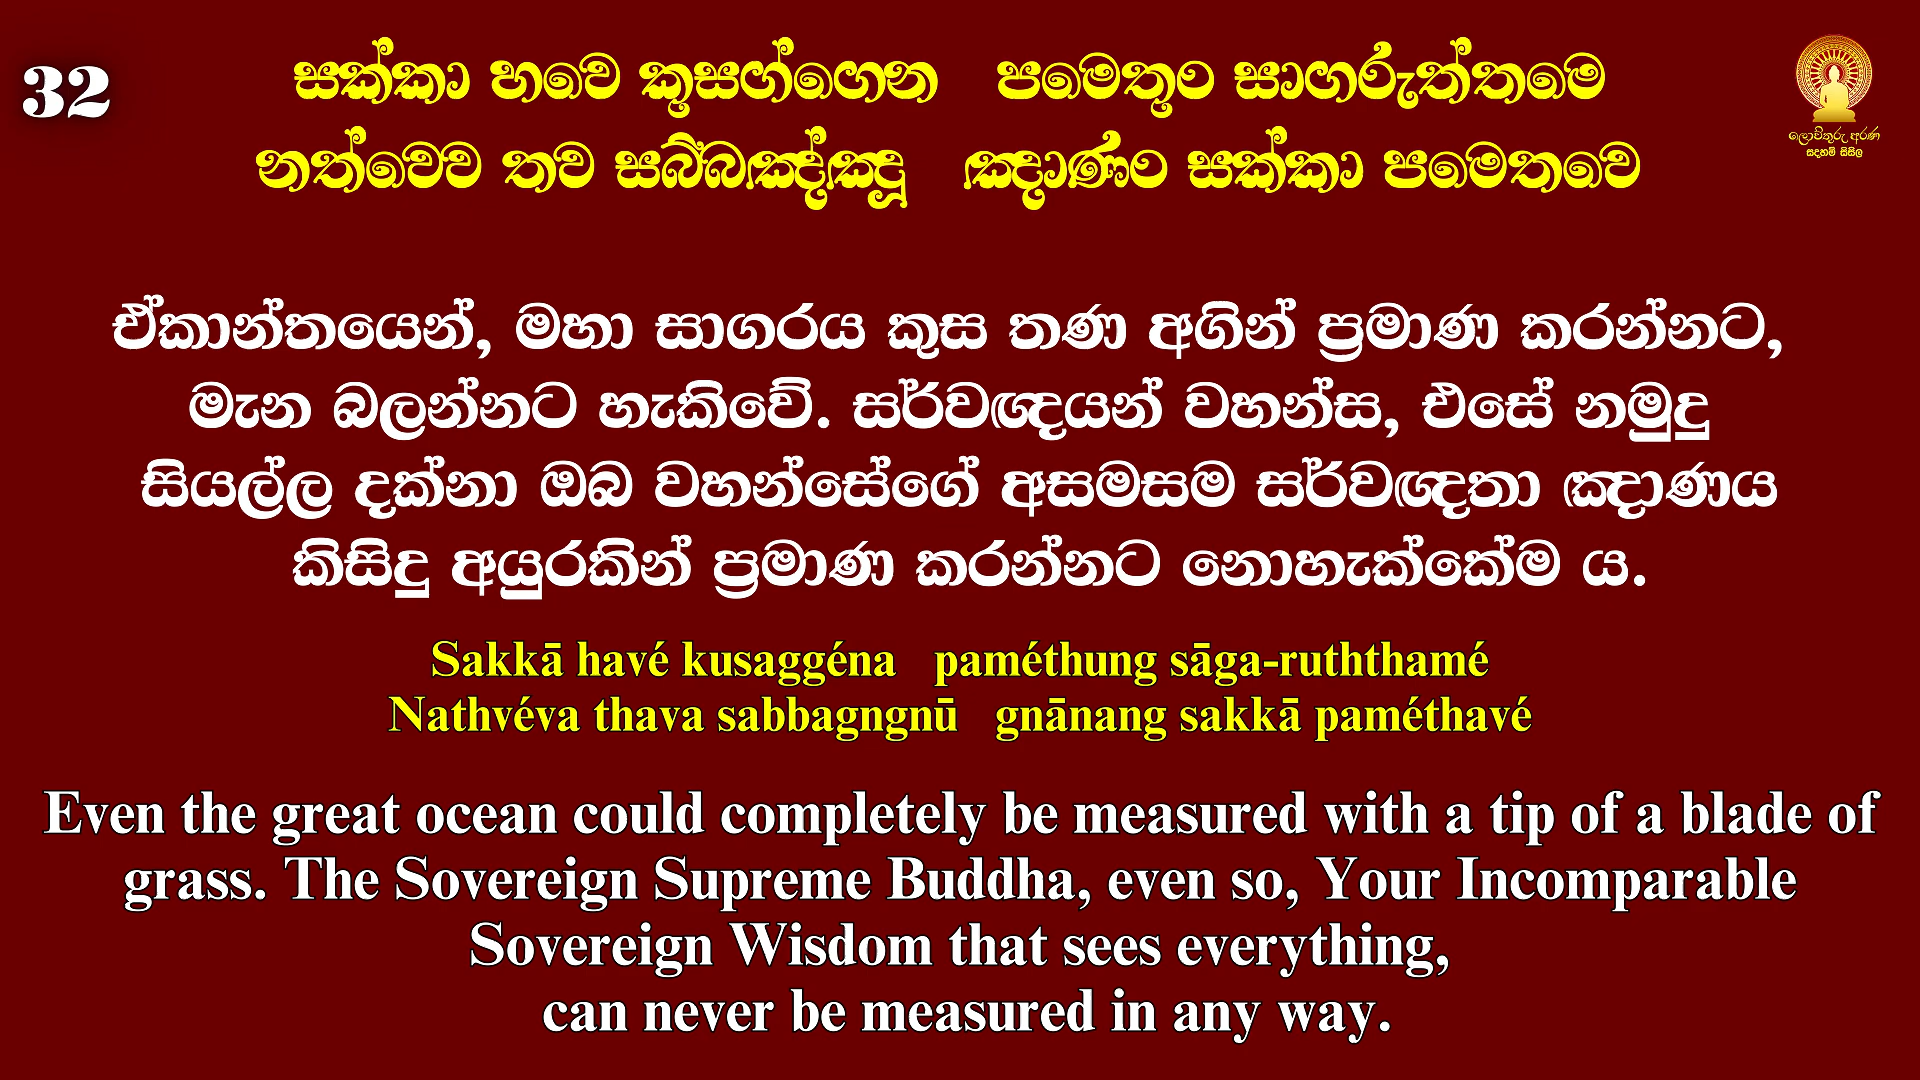 32
සක්කා හවෙ කුසග්ගෙන පමෙතුං සාගරුත්තමෙ
නත්වෙව තව සබ්බඤ්ඤූ ඤාණං සක්කා පමෙතවෙ
ලොව්තුරු අරණ
සදහම් සිසිල
ඒකාන්තයෙන්, මහා සාගරය කුස තණ අගින් ප්‍රමාණ කරන්නට,
මැන බලන්නට හැකිවේ. සර්වඥයන් වහන්ස, එසේ නමුදු
සියල්ල දක්නා ඔබ වහන්සේගේ අසමසම සර්වඥතා ඤාණය
කිසිදු අයුරකින් ප්‍රමාණ කරන්නට නොහැක්කේම ය.
Sakkā havé kusaggéna paméthung sāga-ruththamé
Nathvéva thava sabbagngnū gnānang sakkā paméthavé
Even the great ocean could completely be measured with a tip of a blade of
grass. The Sovereign Supreme Buddha, even so, Your Incomparable
Sovereign Wisdom that sees everything,
can never be measured in any way.